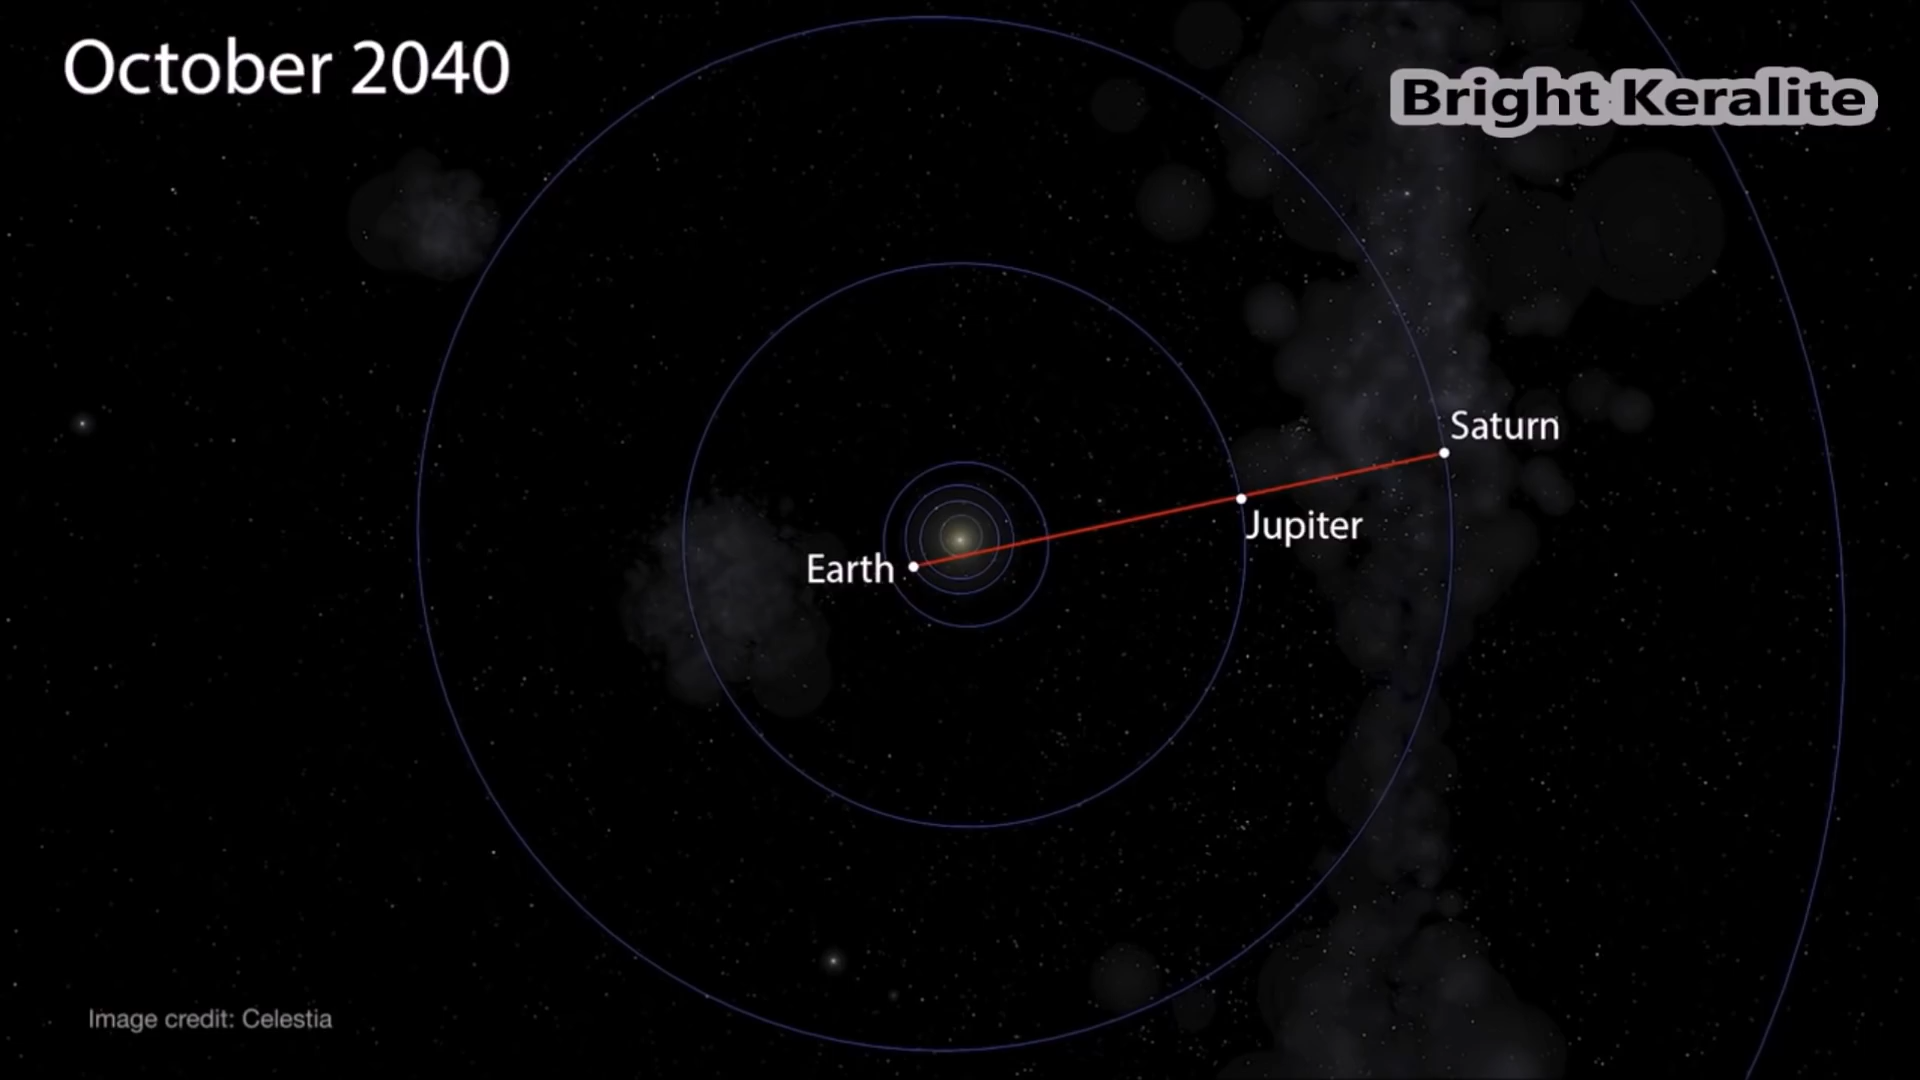 October 2040
Bright Keralite
Saturn
Jupiter
Earth
Image credit: Celestia